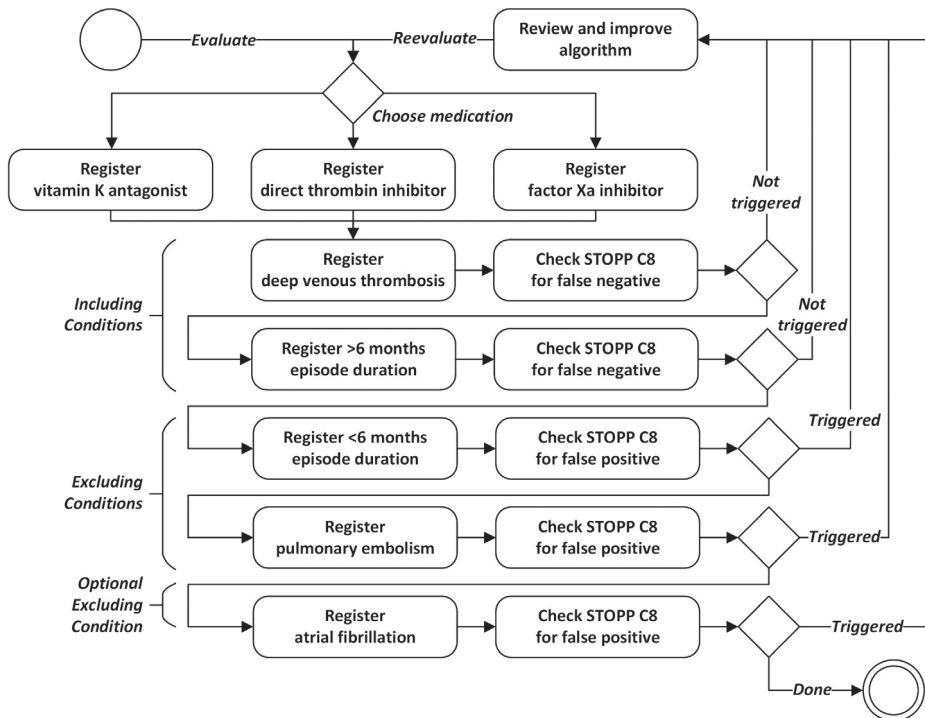 Evaluate
Reevaluate
Review and improve
algorithm
Choose medication
Register
vitamin K antagonist
Register
direct thrombin inhibitor
Register
factor Xa inhibitor
Not
triggered
Including
Conditions
Register
deep venous thrombosis
Check STOPP C8
for false negative
Not
triggered
Register >6 months
episode duration
Check STOPP C8
for false negative
Excluding
Conditions
Register <6 months
episode duration
Check STOPP C8
for false positive
Triggered
Register
pulmonary embolism
Check STOPP C8
for false positive
Triggered
Optional
Excluding
Condition
Register
atrial fibrillation
Check STOPP C8
for false positive
Triggered
Done